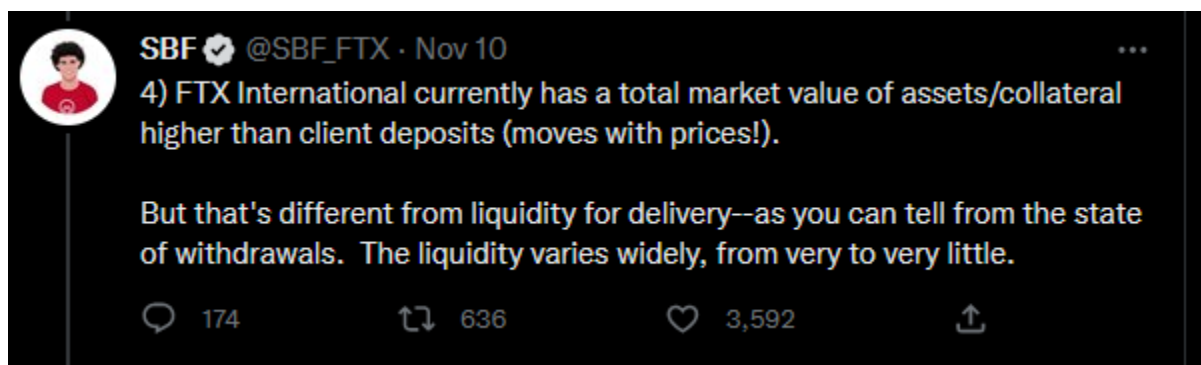 SBF @SBF_FTX · Nov 10
4) FTX International currently has a total market value of assets/collateral
higher than client deposits (moves with prices!).
But that's different from liquidity for delivery--as you can tell from the state
of withdrawals.  The liquidity varies widely, from very to very little.
174 636 3,592